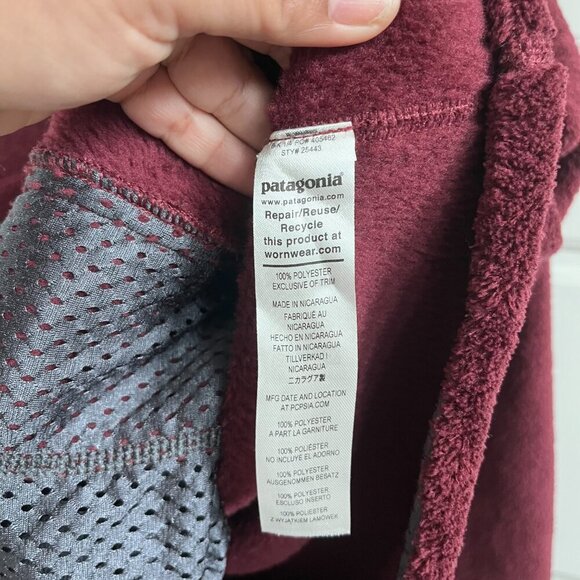 PO# 405462
STY# 25443
patagonia®
www.patagonia.com
Repair/Reuse/
Recycle
this product at
wornwear.com
100% POLYESTER
EXCLUSIVE OF TRIM
MADE IN NICARAGUA
FABRIQUÉ AU
NICARAGUA
HECHO EN NICARAGUA
FATTO IN NICARAGUA
TILLVERKAD I
NICARAGUA
ニカラグア製
MFG DATE AND LOCATION
AT PCPSIA.COM
100% POLYESTER
A PART LA GARNITURE
100% POLIÉSTER
NO INCLUYE EL ADORNO
100% POLYESTER
AUSGENOMMEN BESATZ
100% POLYESTER
ESCLUSO INSERTO
100% POLIESTER
Z WYJĄTKIEM LAMÓWEK